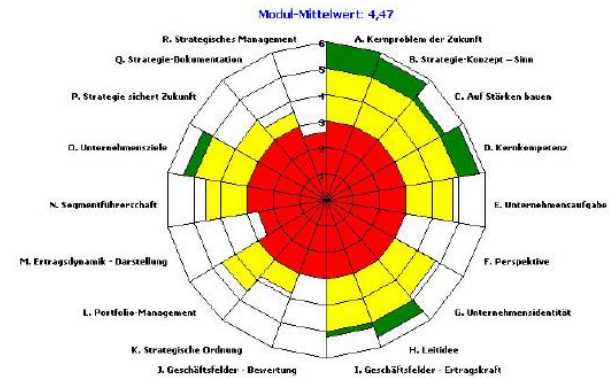 Modul-Mittelwert: 4,47
R. Strategisches Management
A. Kernproblem der Zukunft
Q. Strategie-Dokumentation
B. Strategie-Konzept – Sinn
P. Strategie sichert Zukunft
C. Auf Stärken bauen
O. Unternehmensziele
D. Kernkompetenz
N. Segmentführerschaft
E. Unternehmensaufgabe
M. Ertragsdynamik - Darstellung
F. Perspektive
L. Portfolio-Management
G. Unternehmensidentität
K. Strategische Ordnung
H. Leitidee
J. Geschäftsfelder - Bewertung
I. Geschäftsfelder - Ertragskraft
6
5
4
3
2
1